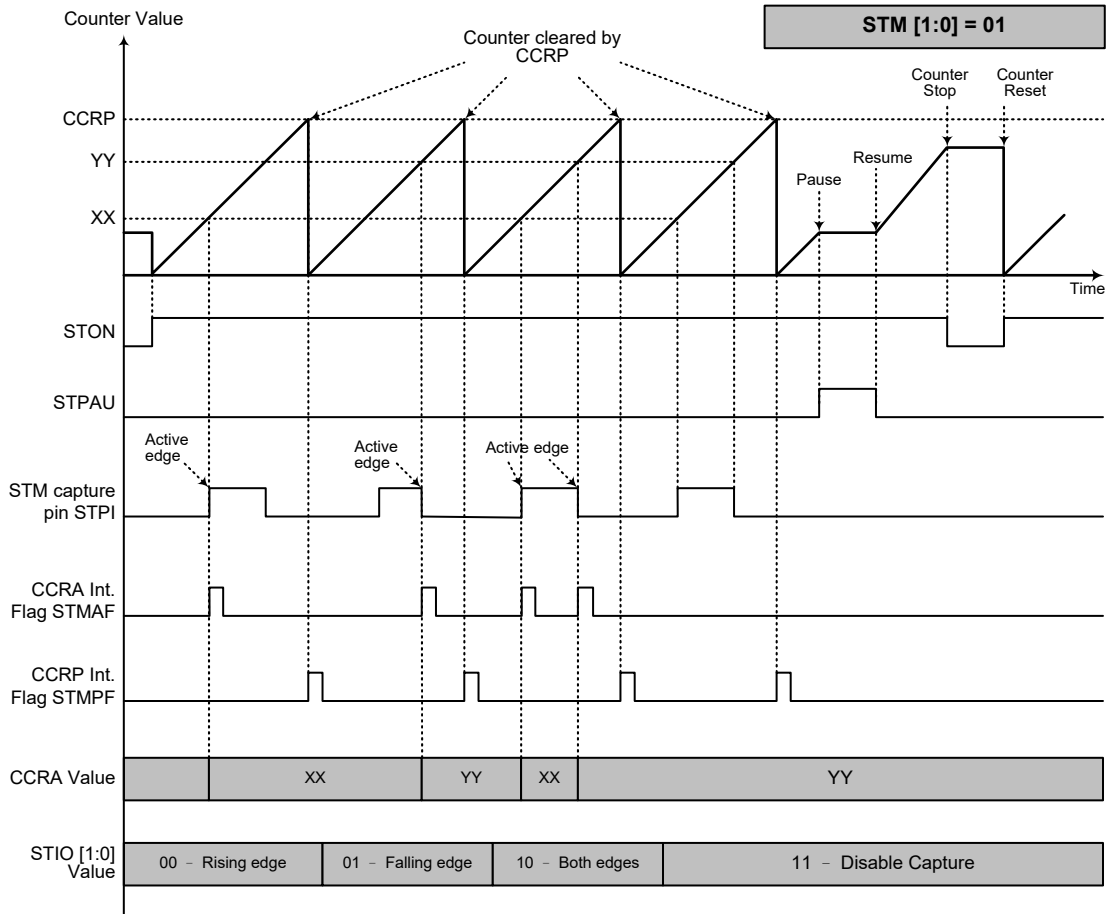 Counter Value
STM [1:0] = 01
Counter cleared by
CCRP
Counter
Stop
Counter
Reset
CCRP
YY
Resume
Pause
XX
Time
STON
STPAU
Active
edge
Active
edge
Active edge
STM capture
pin STPI
CCRA Int.
Flag STMAF
CCRP Int.
Flag STMPF
CCRA Value
XX
YY
XX
YY
STIO [1:0]
Value
00 - Rising edge
01 - Falling edge
10 - Both edges
11 - Disable Capture